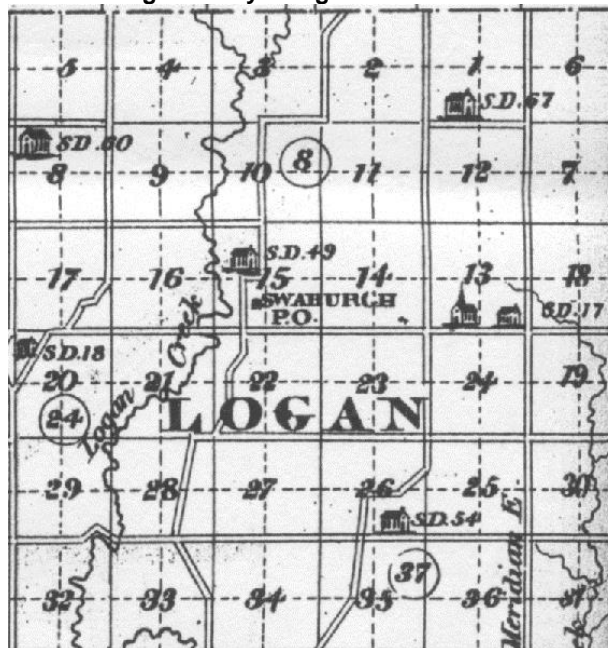 5 4 3 2 1 6
S.D.67
S.D.60
8 9 10 8 11 12 7
S.D.49
17 16 15 14 13 18
SWABURCH
P.O.
S.D.17
S.D.18
20 21 22 23 24 19
24
Logan Creek
LOGAN
29 28 27 26 25 30
S.D.54
37
32 33 34 35 36 31
Meridian E.